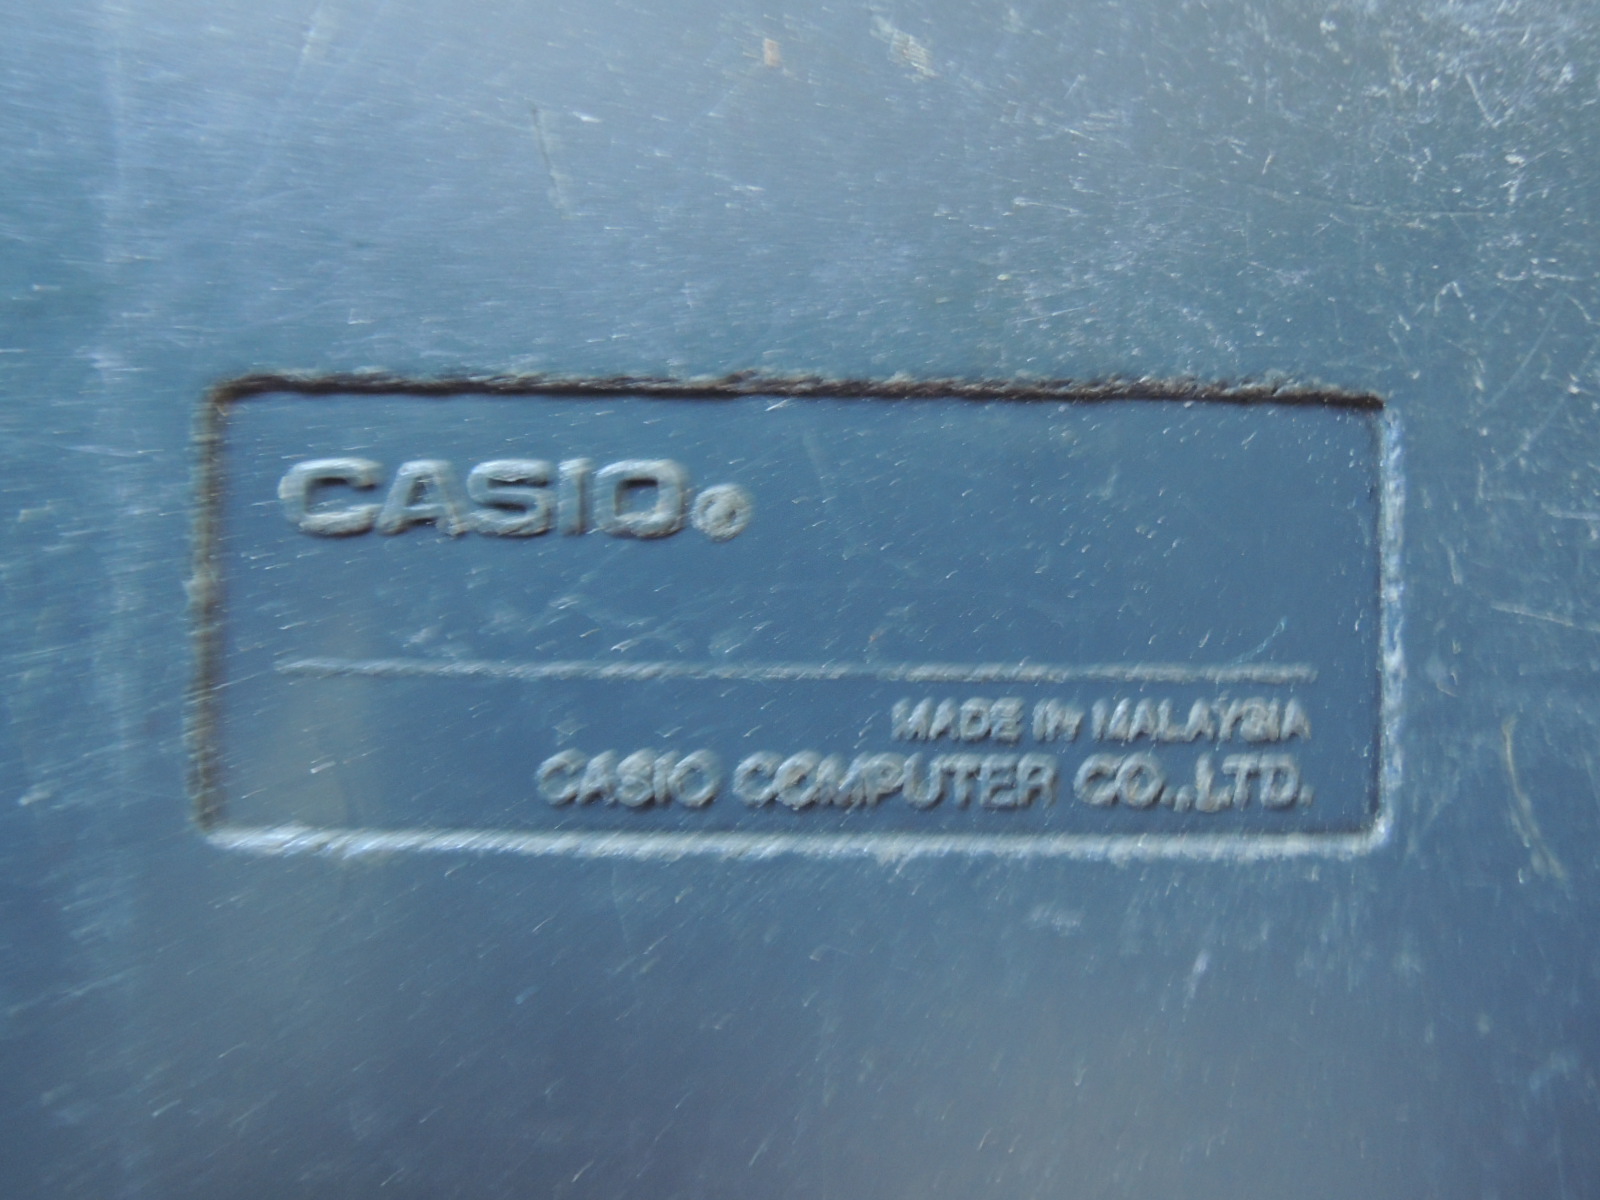 CASIO®
MADE IN MALAYSIA
CASIO COMPUTER CO.,LTD.